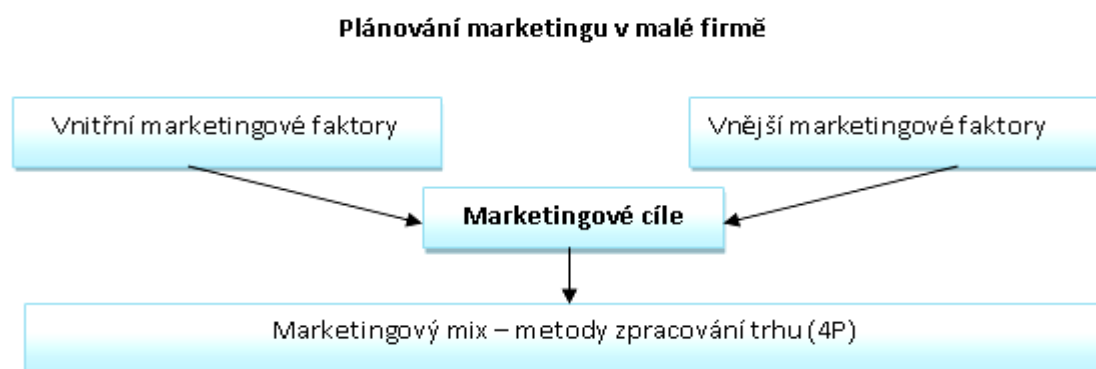 Plánování marketingu v malé firmě
Vnitřní marketingové faktory
Vnější marketingové faktory
Marketingové cíle
Marketingový mix – metody zpracování trhu (4P)